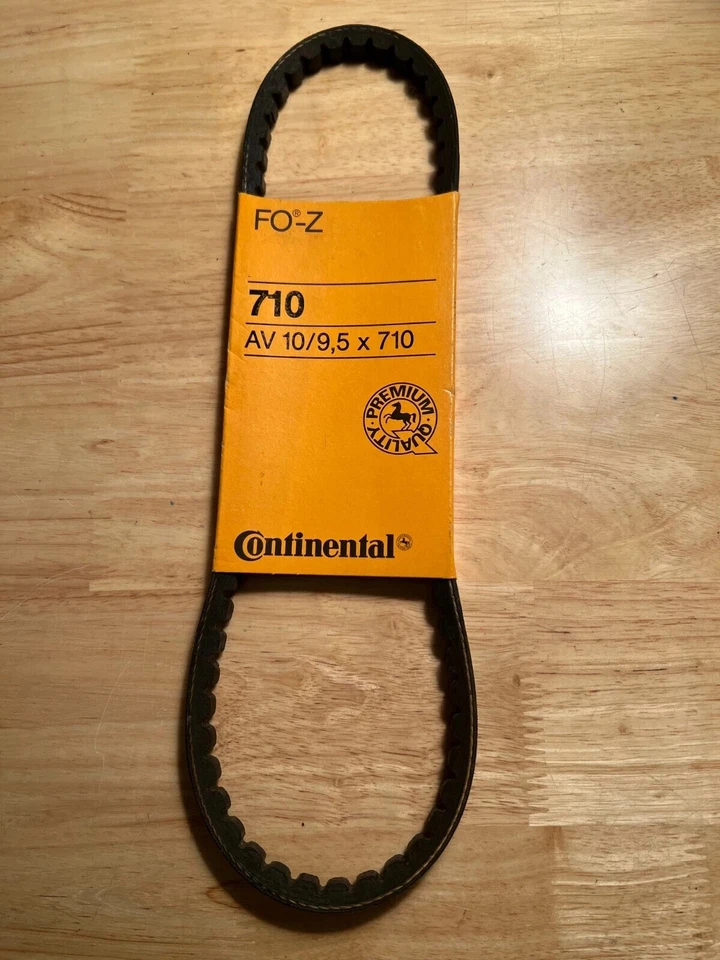 FO®-Z
710
AV 10/9,5 x 710
PREMIUM · QUALITY ·
Continental